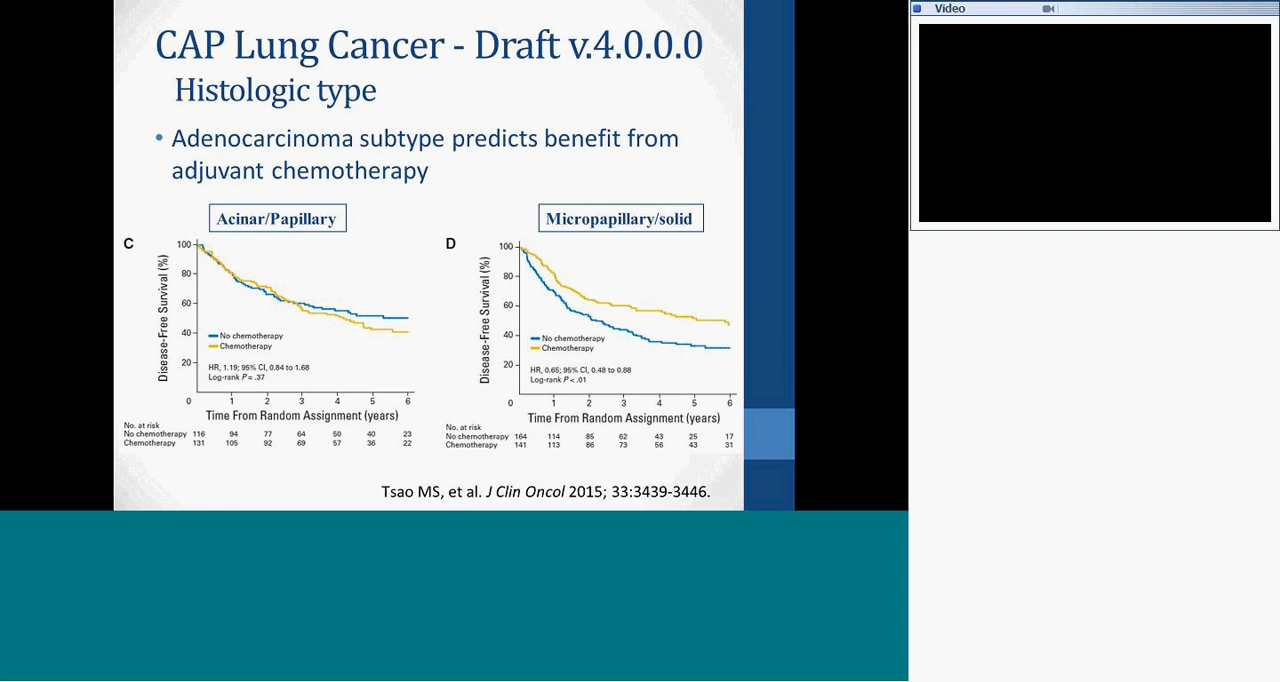 Video
CAP Lung Cancer - Draft v.4.0.0.0
Histologic type
• Adenocarcinoma subtype predicts benefit from
adjuvant chemotherapy
Acinar/Papillary
C
Disease-Free Survival (%)
100
80
60
40
20
0
No chemotherapy
Chemotherapy
HR, 1.19; 95% CI, 0.84 to 1.68
Log-rank P = .37
1 2 3 4 5 6
Time From Random Assignment (years)
No. at risk
No chemotherapy 116 94 77 64 50 40 23
Chemotherapy 131 105 92 69 57 36 22
Micropapillary/solid
D
Disease-Free Survival (%)
100
80
60
40
20
0
No chemotherapy
Chemotherapy
HR, 0.65; 95% CI, 0.48 to 0.88
Log-rank P < .01
1 2 3 4 5 6
Time From Random Assignment (years)
No. at risk
No chemotherapy 164 114 85 62 43 25 17
Chemotherapy 141 113 86 73 56 43 31
Tsao MS, et al. J Clin Oncol 2015; 33:3439-3446.